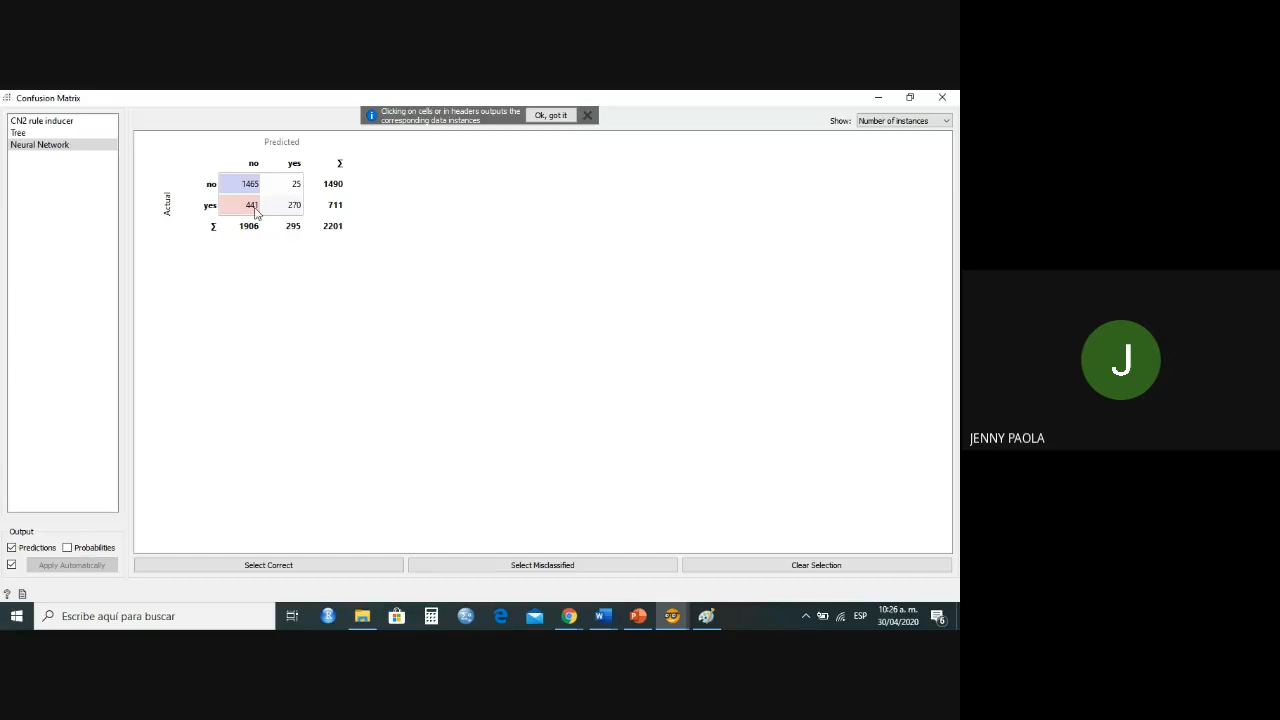 Confusion Matrix
CN2 rule inducer
Tree
Neural Network
Clicking on cells or in headers outputs the
corresponding data instances
Ok, got it
Show: Number of instances
Predicted
no yes ∑
Actual
no 1465 25 1490
yes 441 270 711
∑ 1906 295 2201
Output
Predictions Probabilities
Apply Automatically
Select Correct Select Misclassified Clear Selection
Escribe aquí para buscar
ESP
10:26 a. m.
30/04/2020
6
J
JENNY PAOLA